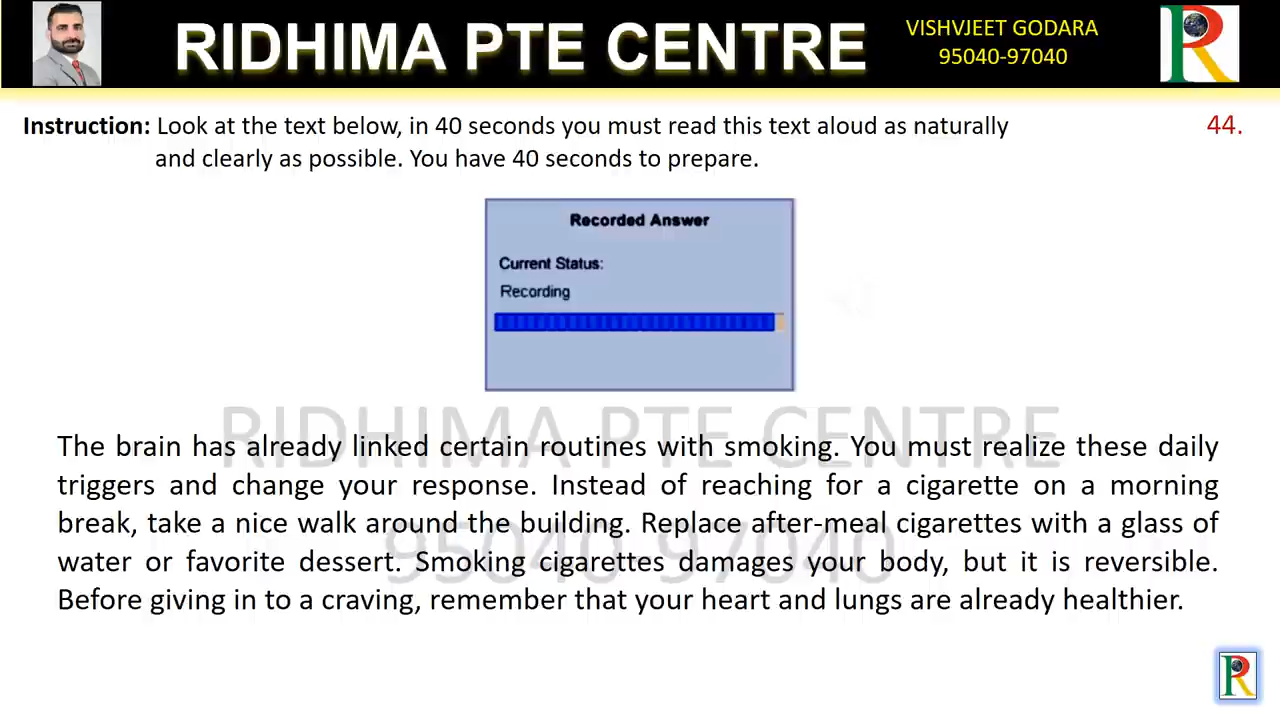 RIDHIMA PTE CENTRE
VISHVJEET GODARA
95040-97040
Instruction: Look at the text below, in 40 seconds you must read this text aloud as naturally
and clearly as possible. You have 40 seconds to prepare.
44.
Recorded Answer
Current Status:
Recording
RIDHIMA PTE CENTRE
95040-97040
The brain has already linked certain routines with smoking. You must realize these daily
triggers and change your response. Instead of reaching for a cigarette on a morning
break, take a nice walk around the building. Replace after-meal cigarettes with a glass of
water or favorite dessert. Smoking cigarettes damages your body, but it is reversible.
Before giving in to a craving, remember that your heart and lungs are already healthier.